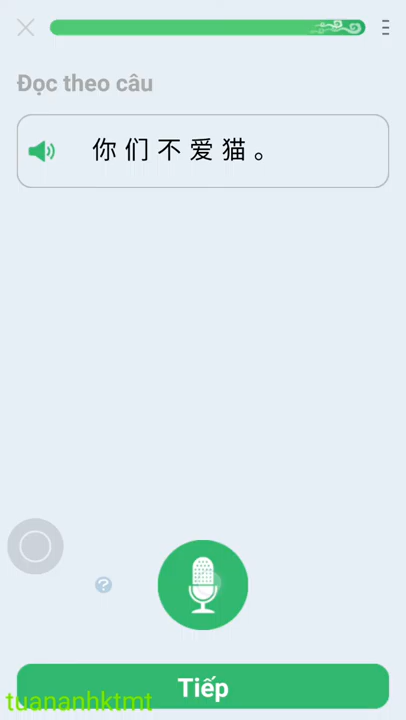 Đọc theo câu
你们不爱猫。
?
Tiếp
tuananhktmt